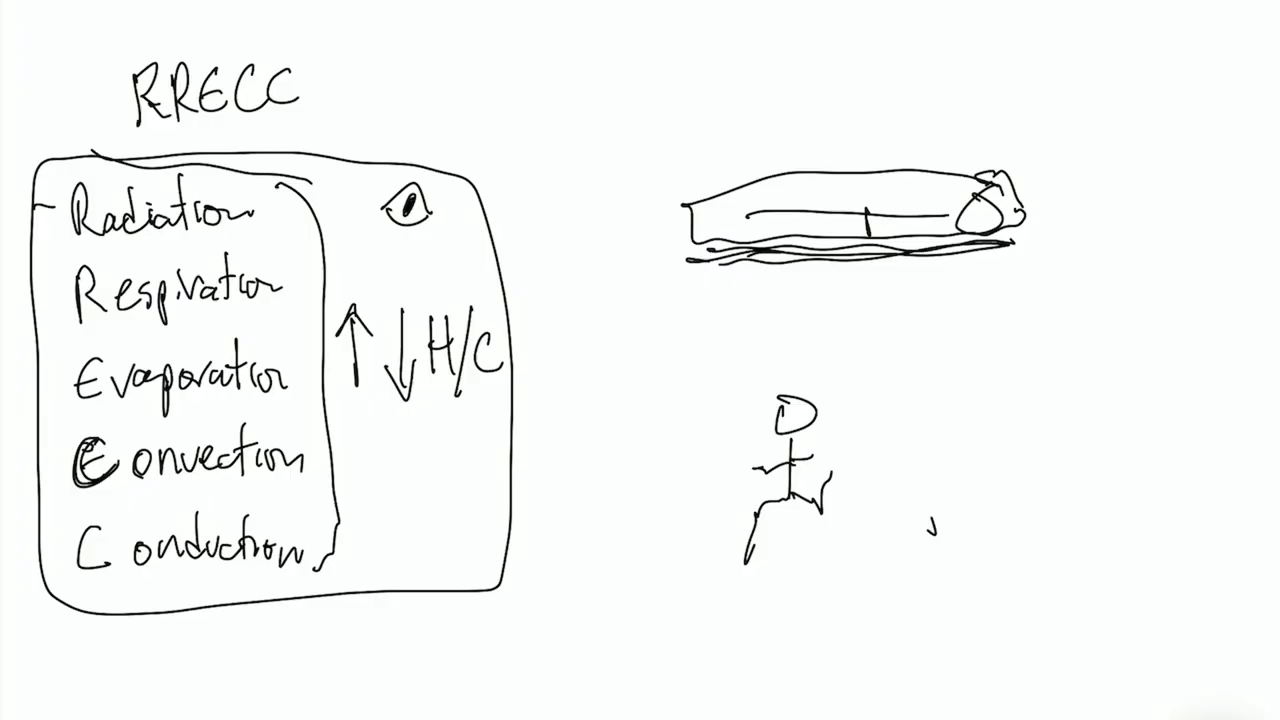 RRECC
Radiation
Respiration
Evaporation
↑ ↓ H/C
Convection
Conduction